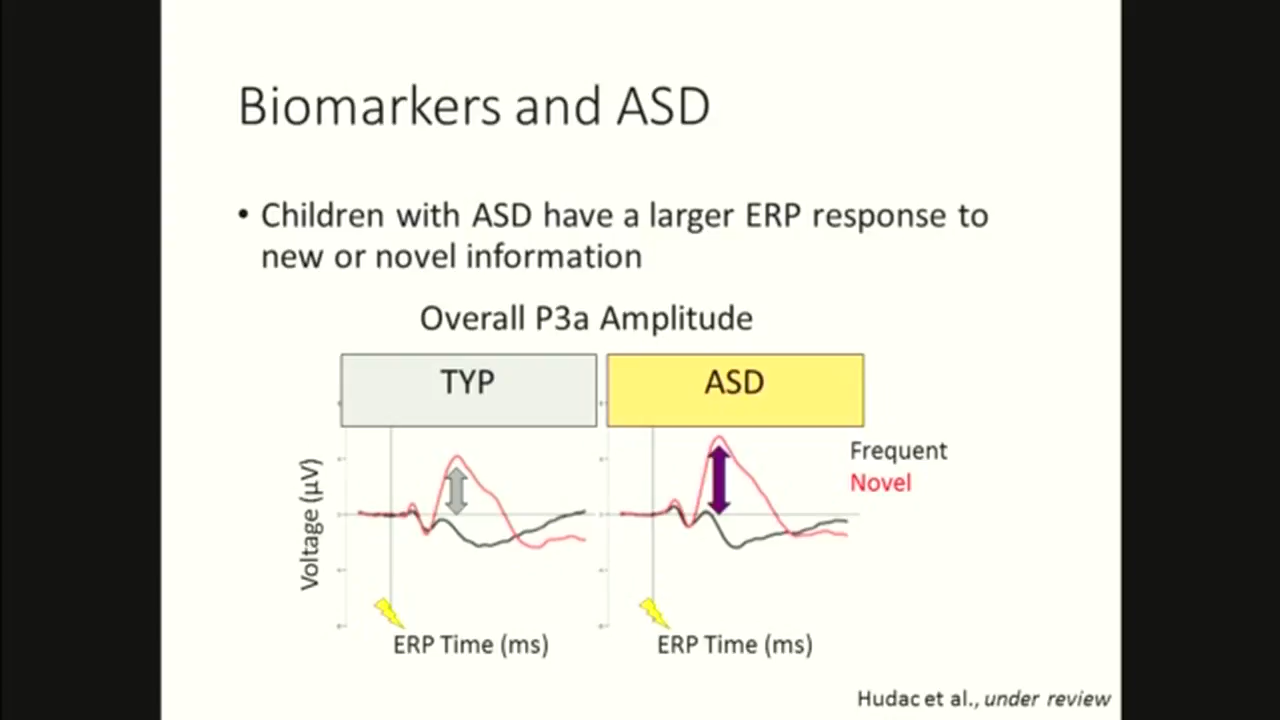 Biomarkers and ASD
• Children with ASD have a larger ERP response to
new or novel information
Overall P3a Amplitude
TYP
ASD
Frequent
Novel
Voltage (μV)
ERP Time (ms)
ERP Time (ms)
Hudac et al., under review